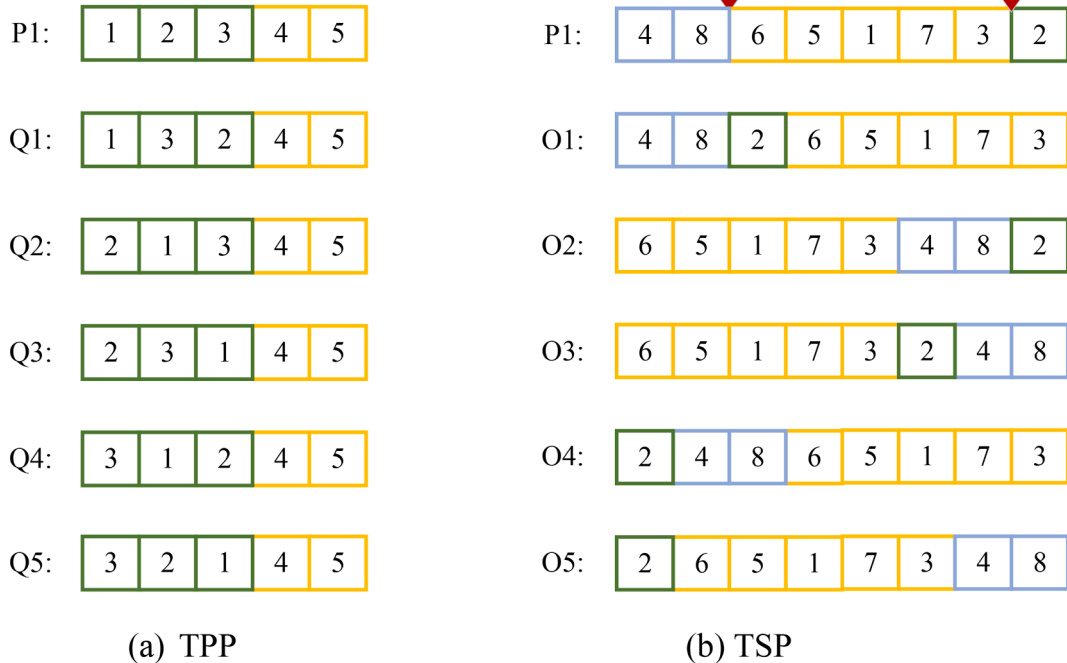 P1: 1 2 3 4 5 P1: 4 8 6 5 1 7 3 2
Q1: 1 3 2 4 5 O1: 4 8 2 6 5 1 7 3
Q2: 2 1 3 4 5 O2: 6 5 1 7 3 4 8 2
Q3: 2 3 1 4 5 O3: 6 5 1 7 3 2 4 8
Q4: 3 1 2 4 5 O4: 2 4 8 6 5 1 7 3
Q5: 3 2 1 4 5 O5: 2 6 5 1 7 3 4 8
(a) TPP (b) TSP